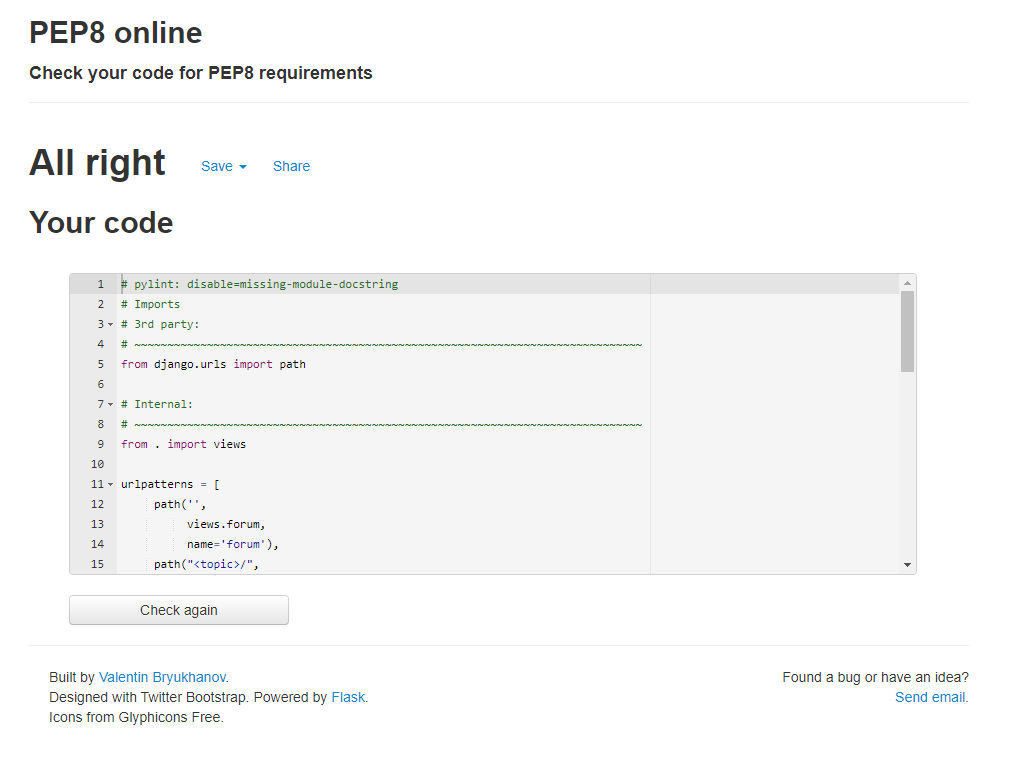 PEP8 online
Check your code for PEP8 requirements
All right Save Share
Your code
1 # pylint: disable=missing-module-docstring
2 # Imports
3 # 3rd party:
4 # ~~~~~~~~~~~~~~~~~~~~~~~~~~~~~~~~~~~~~~~~~~~~~~~~~~~~~~~~~~~~~~~~~~~~~~~~~~~~~
5 from django.urls import path
6
7 # Internal:
8 # ~~~~~~~~~~~~~~~~~~~~~~~~~~~~~~~~~~~~~~~~~~~~~~~~~~~~~~~~~~~~~~~~~~~~~~~~~~~~~
9 from . import views
10
11 urlpatterns = [
12 path('',
13 views.forum,
14 name='forum'),
15 path("<topic>/",
Check again
Built by Valentin Bryukhanov.
Designed with Twitter Bootstrap. Powered by Flask.
Icons from Glyphicons Free.
Found a bug or have an idea?
Send email.